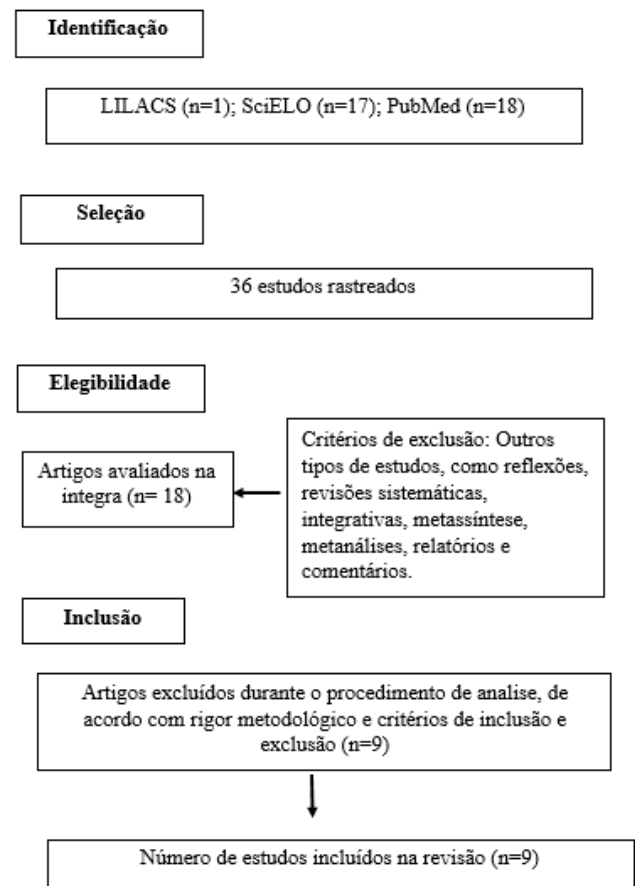 Identificação
LILACS (n=1); SciELO (n=17); PubMed (n=18)
Seleção
36 estudos rastreados
Elegibilidade
Artigos avaliados na
integra (n= 18)
Critérios de exclusão: Outros
tipos de estudos, como reflexões,
revisões sistemáticas,
integrativas, metassíntese,
metanálises, relatórios e
comentários.
Inclusão
Artigos excluídos durante o procedimento de analise, de
acordo com rigor metodológico e critérios de inclusão e
exclusão (n=9)
Número de estudos incluídos na revisão (n=9)